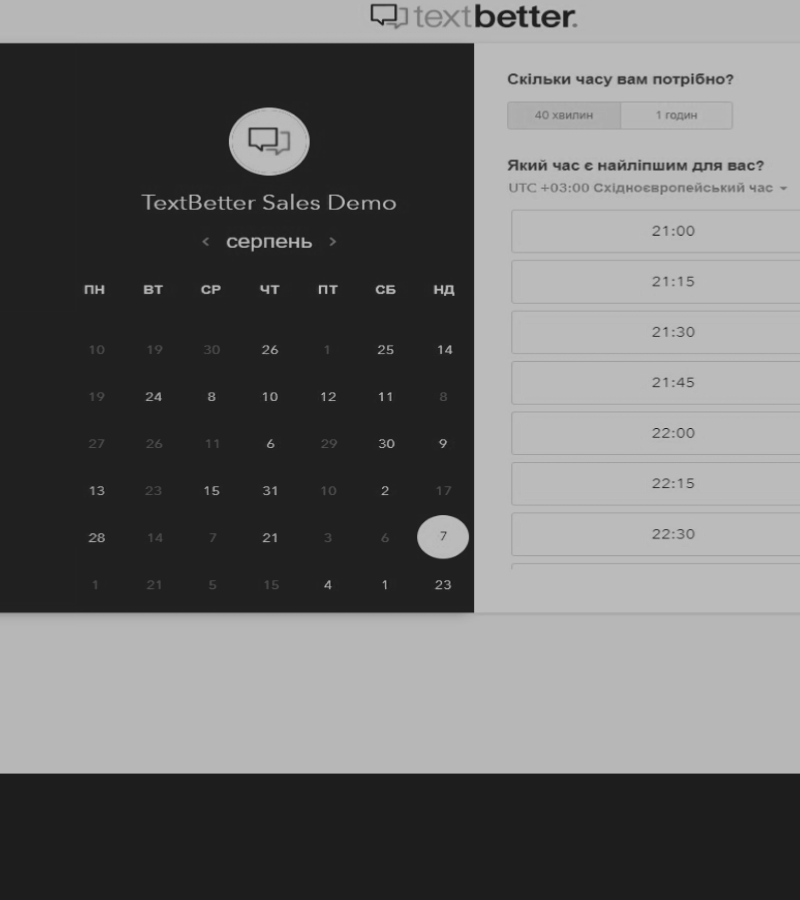 textbetter.
TextBetter Sales Demo
‹ серпень ›
ПН ВТ СР ЧТ ПТ СБ НД
10 19 30 26 1 25 14
19 24 8 10 12 11 8
27 26 11 6 29 30 9
13 23 15 31 10 2 17
28 14 7 21 3 6 7
1 21 5 15 4 1 23
Скільки часу вам потрібно?
40 хвилин 1 годин
Який час є найліпшим для вас?
UTC +03:00 Східноєвропейський час
21:00
21:15
21:30
21:45
22:00
22:15
22:30